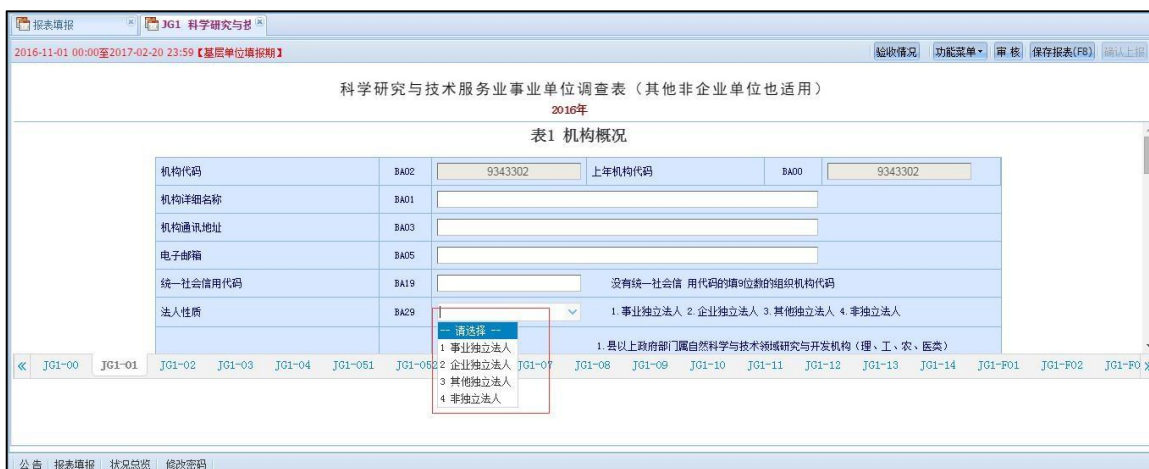 报表填报 JG1 科学研究与技
2016-11-01 00:00至2017-02-20 23:59【基层单位填报期】 验收情况 功能菜单 审 核 保存报表(F8) 确认上报
科学研究与技术服务业事业单位调查表（其他非企业单位也适用）
2016年
表1 机构概况
机构代码 BA02 9343302 上年机构代码 BA00 9343302
机构详细名称 BA01
机构通讯地址 BA03
电子邮箱 BA05
统一社会信用代码 BA19 没有统一社会信 用代码的填9位数的组织机构代码
法人性质 BA29 1.事业独立法人 2.企业独立法人 3.其他独立法人 4.非独立法人
-- 请选择 --
1 事业独立法人
2 企业独立法人
3 其他独立法人
4 非独立法人
1.县以上政府部门属自然科学与技术领域研究与开发机构（理、工、农、医类）
JG1-00 JG1-01 JG1-02 JG1-03 JG1-04 JG1-051 JG1-052 JG1-07 JG1-08 JG1-09 JG1-10 JG1-11 JG1-12 JG1-13 JG1-14 JG1-F01 JG1-F02 JG1-F0
公告 报表填报 状况总览 修改密码